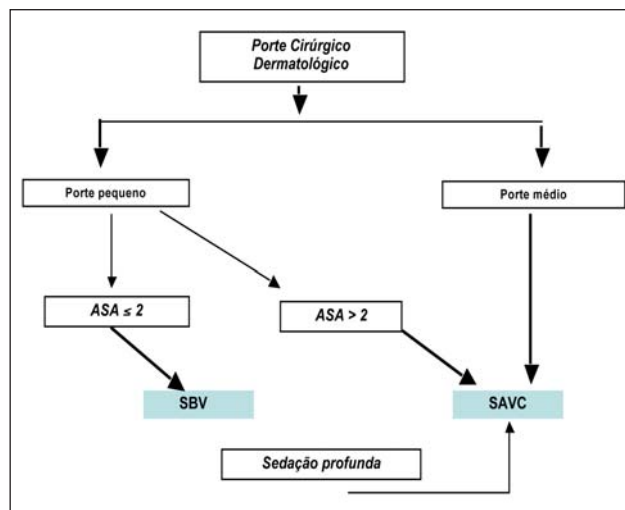 Porte Cirúrgico
Dermatológico
Porte pequeno
Porte médio
ASA ≤ 2
ASA > 2
SBV
SAVC
Sedação profunda